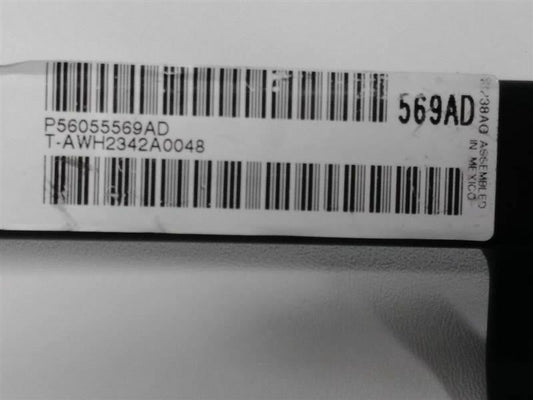 569AD
P56055569AD
T-AWH2342A0048
ASSEMBLED
IN MEXICO